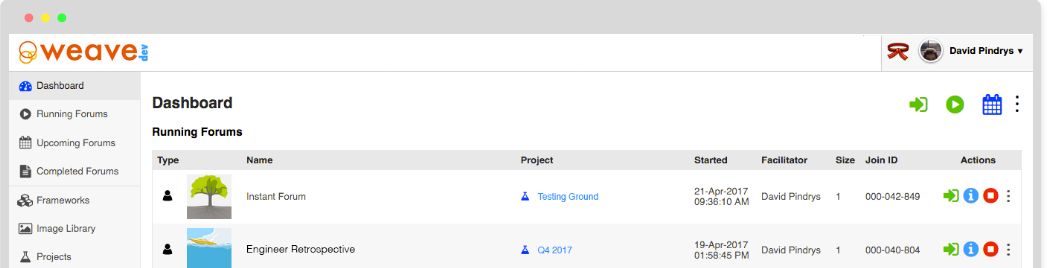 weave dev
David Pindrys ▾
Dashboard
Running Forums
Upcoming Forums
Completed Forums
Frameworks
Image Library
Projects
Dashboard
Running Forums
Type Name Project Started Facilitator Size Join ID Actions
Instant Forum Testing Ground 21-Apr-2017 09:36:10 AM David Pindrys 1 000-042-849
Engineer Retrospective Q4 2017 19-Apr-2017 01:58:45 PM David Pindrys 1 000-040-804